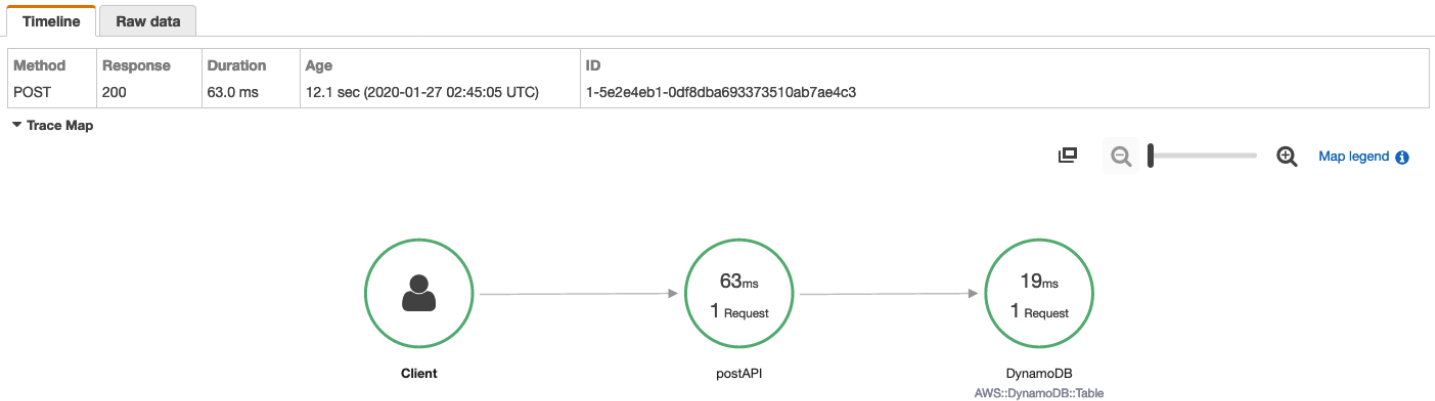 Timeline Raw data
Method Response Duration Age ID
POST 200 63.0 ms 12.1 sec (2020-01-27 02:45:05 UTC) 1-5e2e4eb1-0df8dba693373510ab7ae4c3
Trace Map
Map legend
63ms
1 Request
19ms
1 Request
Client
postAPI
DynamoDB
AWS::DynamoDB::Table